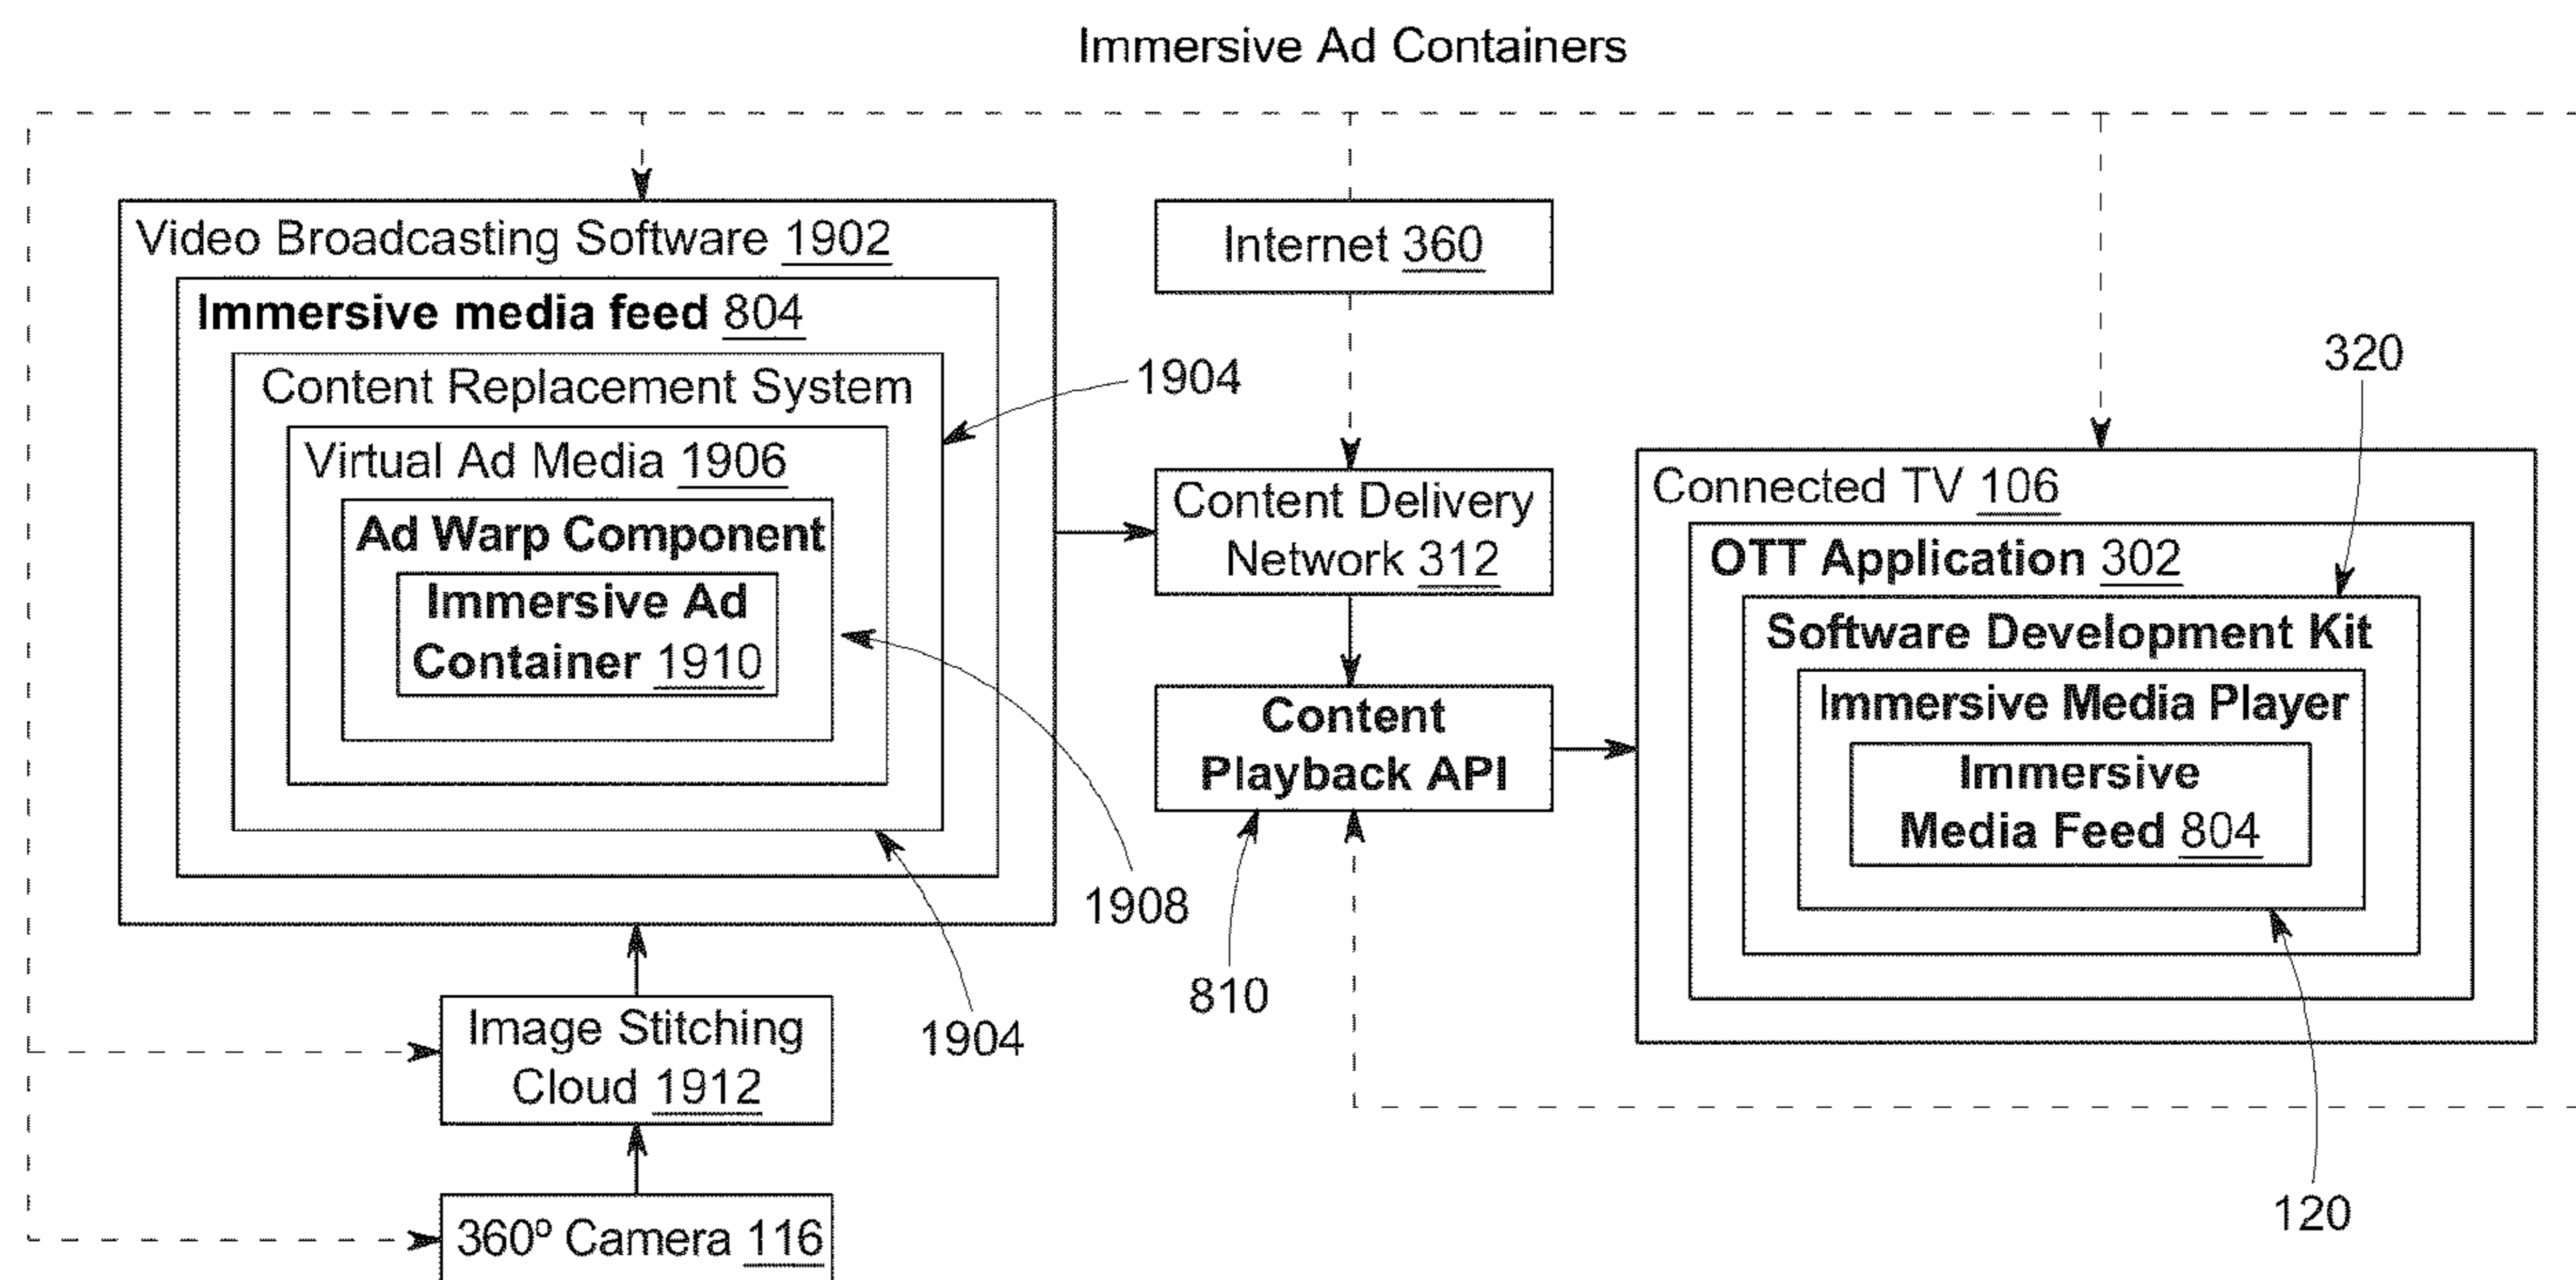 Immersive Ad Containers
Video Broadcasting Software 1902
Immersive media feed 804
Content Replacement System
1904
Virtual Ad Media 1906
Ad Warp Component
Immersive Ad
Container 1910
1908
1904
Image Stitching
Cloud 1912
360º Camera 116
Internet 360
Content Delivery
Network 312
Content
Playback API
810
320
Connected TV 106
OTT Application 302
Software Development Kit
Immersive Media Player
Immersive
Media Feed 804
120